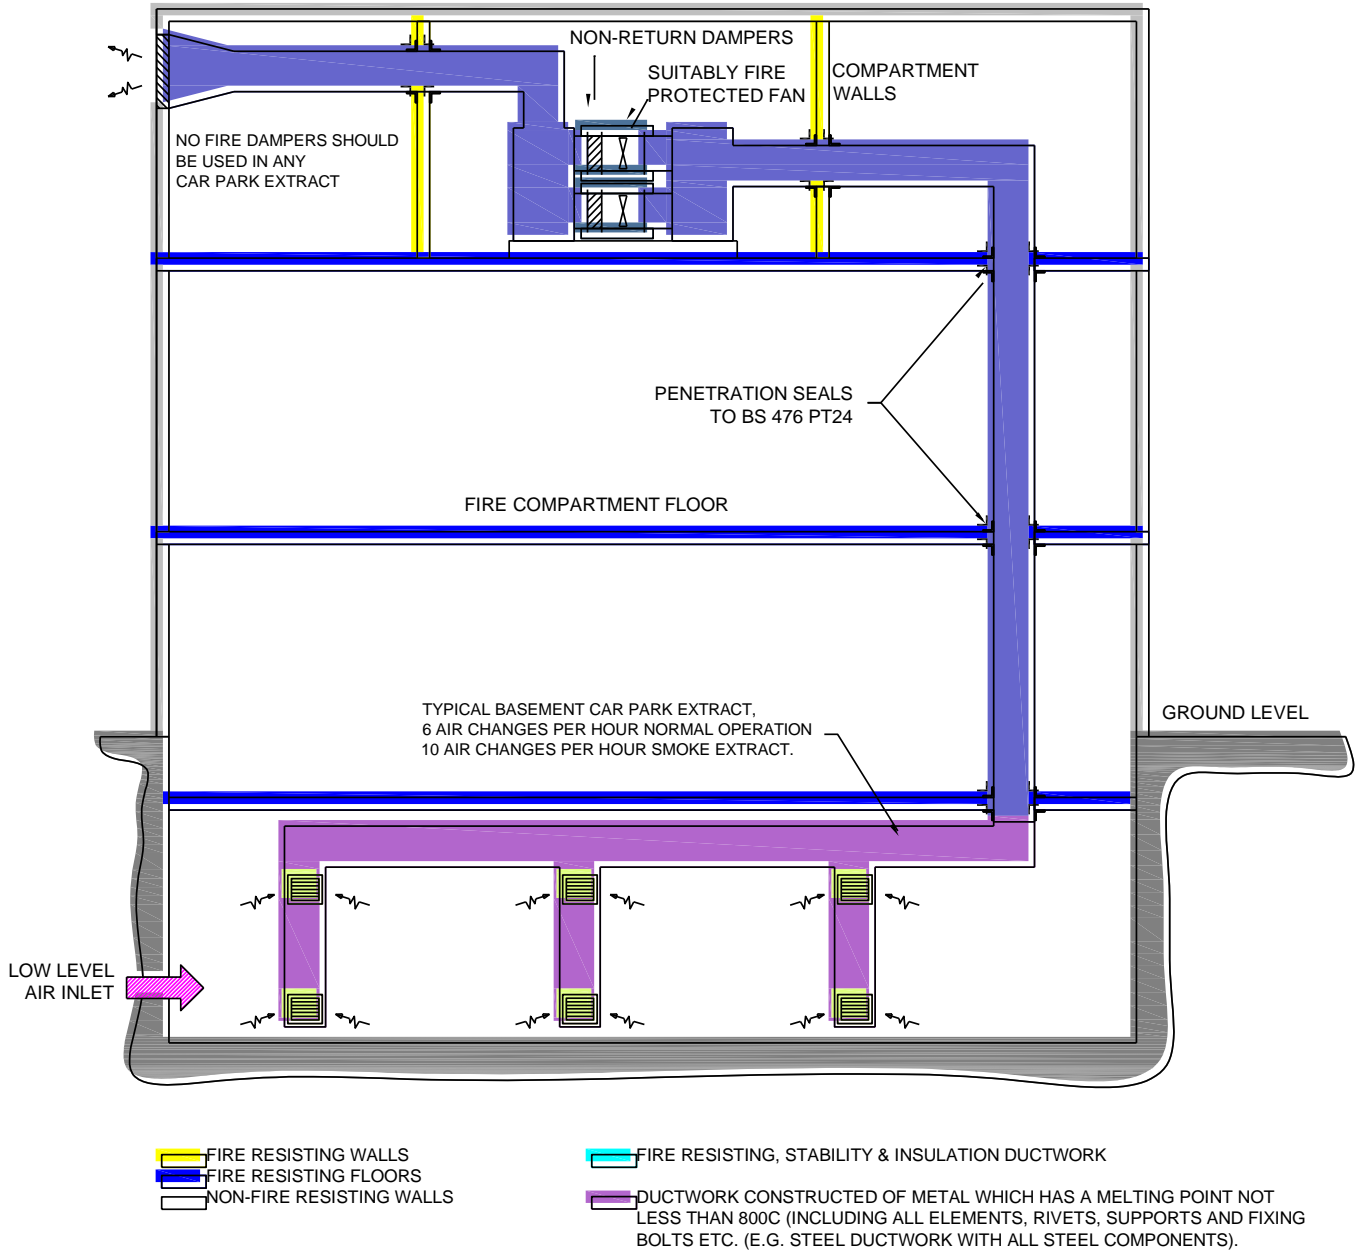 NON-RETURN DAMPERS
SUITABLY FIRE
PROTECTED FAN
COMPARTMENT
WALLS
NO FIRE DAMPERS SHOULD
BE USED IN ANY
CAR PARK EXTRACT
PENETRATION SEALS
TO BS 476 PT24
FIRE COMPARTMENT FLOOR
TYPICAL BASEMENT CAR PARK EXTRACT,
6 AIR CHANGES PER HOUR NORMAL OPERATION
10 AIR CHANGES PER HOUR SMOKE EXTRACT.
GROUND LEVEL
LOW LEVEL
AIR INLET
FIRE RESISTING WALLS
FIRE RESISTING FLOORS
NON-FIRE RESISTING WALLS
FIRE RESISTING, STABILITY & INSULATION DUCTWORK
DUCTWORK CONSTRUCTED OF METAL WHICH HAS A MELTING POINT NOT
LESS THAN 800C (INCLUDING ALL ELEMENTS, RIVETS, SUPPORTS AND FIXING
BOLTS ETC. (E.G. STEEL DUCTWORK WITH ALL STEEL COMPONENTS).